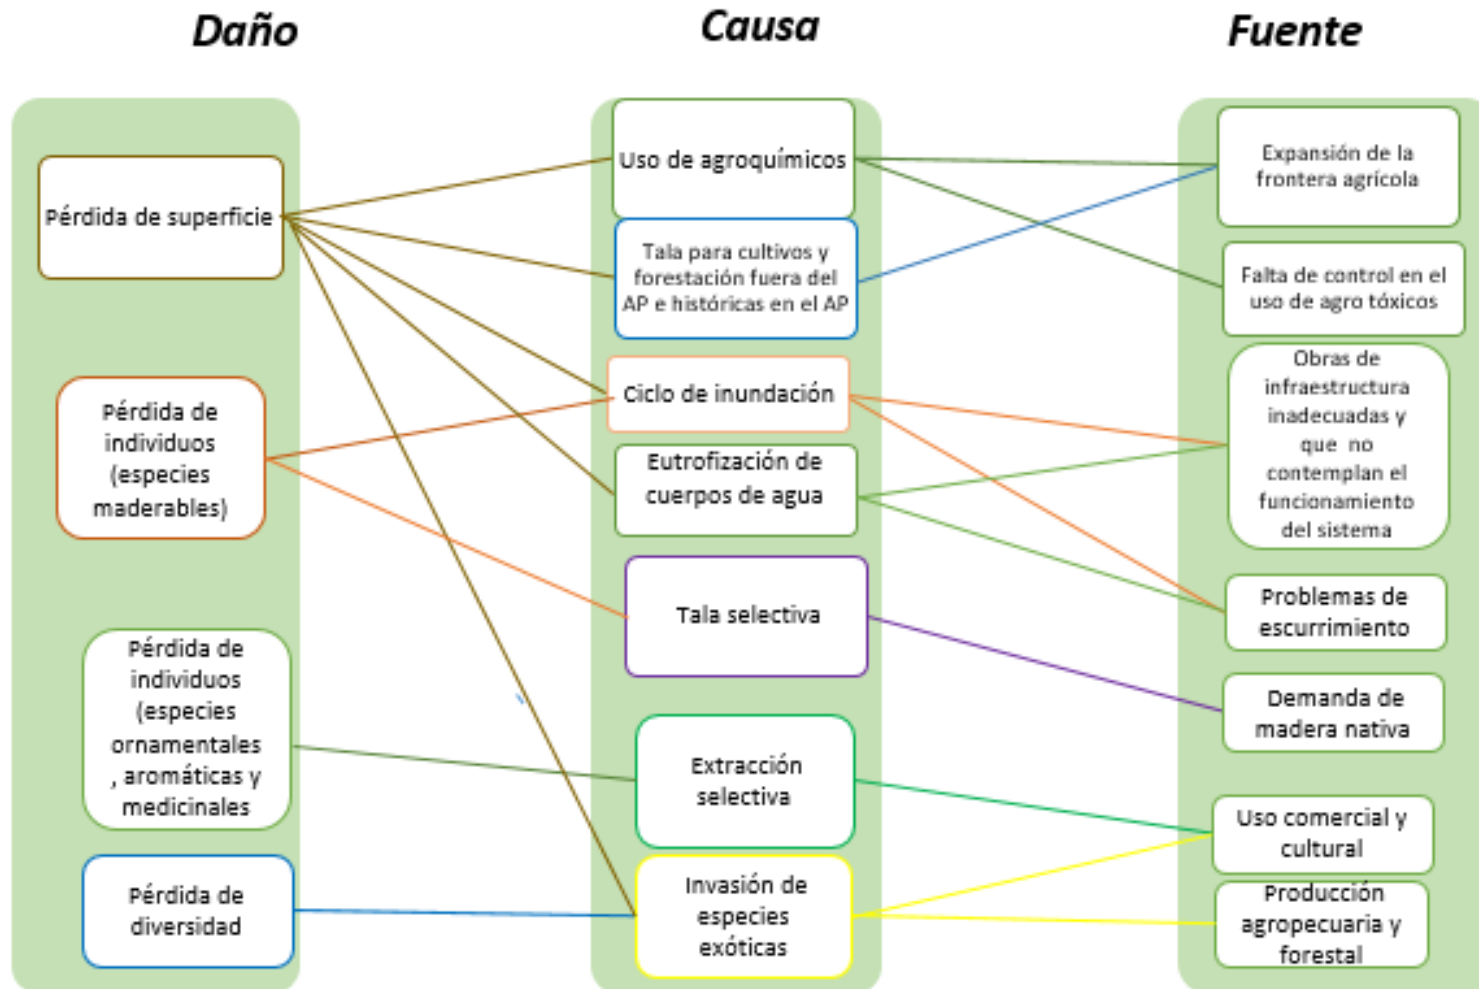 Daño
Causa
Fuente
Pérdida de superficie
Pérdida de
individuos
(especies
maderables)
Pérdida de
individuos
(especies
ornamentales
, aromáticas y
medicinales
Pérdida de
diversidad
Uso de agroquímicos
Tala para cultivos y
forestación fuera del
AP e históricas en el AP
Ciclo de inundación
Eutrofización de
cuerpos de agua
Tala selectiva
Extracción
selectiva
Invasión de
especies
exóticas
Expansión de la
frontera agrícola
Falta de control en el
uso de agro tóxicos
Obras de
infraestructura
inadecuadas y
que no
contemplan el
funcionamiento
del sistema
Problemas de
escurrimiento
Demanda de
madera nativa
Uso comercial y
cultural
Producción
agropecuaria y
forestal